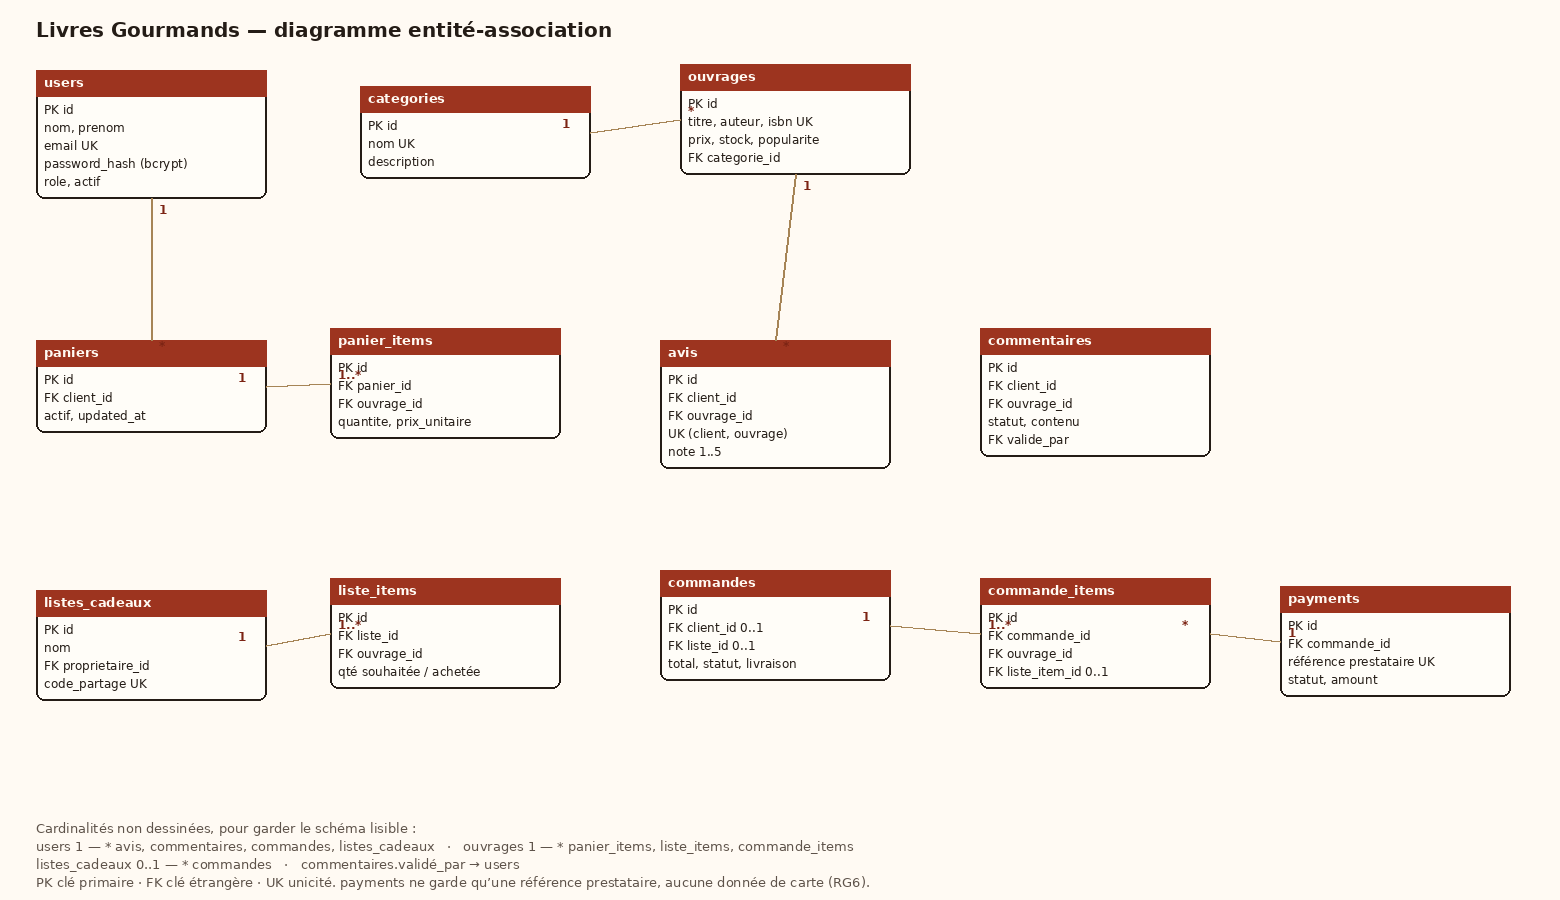 Livres Gourmands — diagramme entité-association
users
PK id
nom, prenom
email UK
password_hash (bcrypt)
role, actif
1
categories
PK id
1
nom UK
description
ouvrages
PK id
*
titre, auteur, isbn UK
prix, stock, popularite
FK categorie_id
1
paniers
*
PK id
1
FK client_id
actif, updated_at
panier_items
PK id
1..*
FK panier_id
FK ouvrage_id
quantite, prix_unitaire
avis
*
PK id
FK client_id
FK ouvrage_id
UK (client, ouvrage)
note 1..5
commentaires
PK id
FK client_id
FK ouvrage_id
statut, contenu
FK valide_par
listes_cadeaux
PK id
1
nom
FK proprietaire_id
code_partage UK
liste_items
PK id
1..*
FK liste_id
FK ouvrage_id
qté souhaitée / achetée
commandes
PK id
1
FK client_id 0..1
FK liste_id 0..1
total, statut, livraison
commande_items
PK id
1..*
*
FK commande_id
FK ouvrage_id
FK liste_item_id 0..1
payments
PK id
1
FK commande_id
référence prestataire UK
statut, amount
Cardinalités non dessinées, pour garder le schéma lisible :
users 1 — * avis, commentaires, commandes, listes_cadeaux · ouvrages 1 — * panier_items, liste_items, commande_items
listes_cadeaux 0..1 — * commandes · commentaires.validé_par → users
PK clé primaire · FK clé étrangère · UK unicité. payments ne garde qu’une référence prestataire, aucune donnée de carte (RG6).